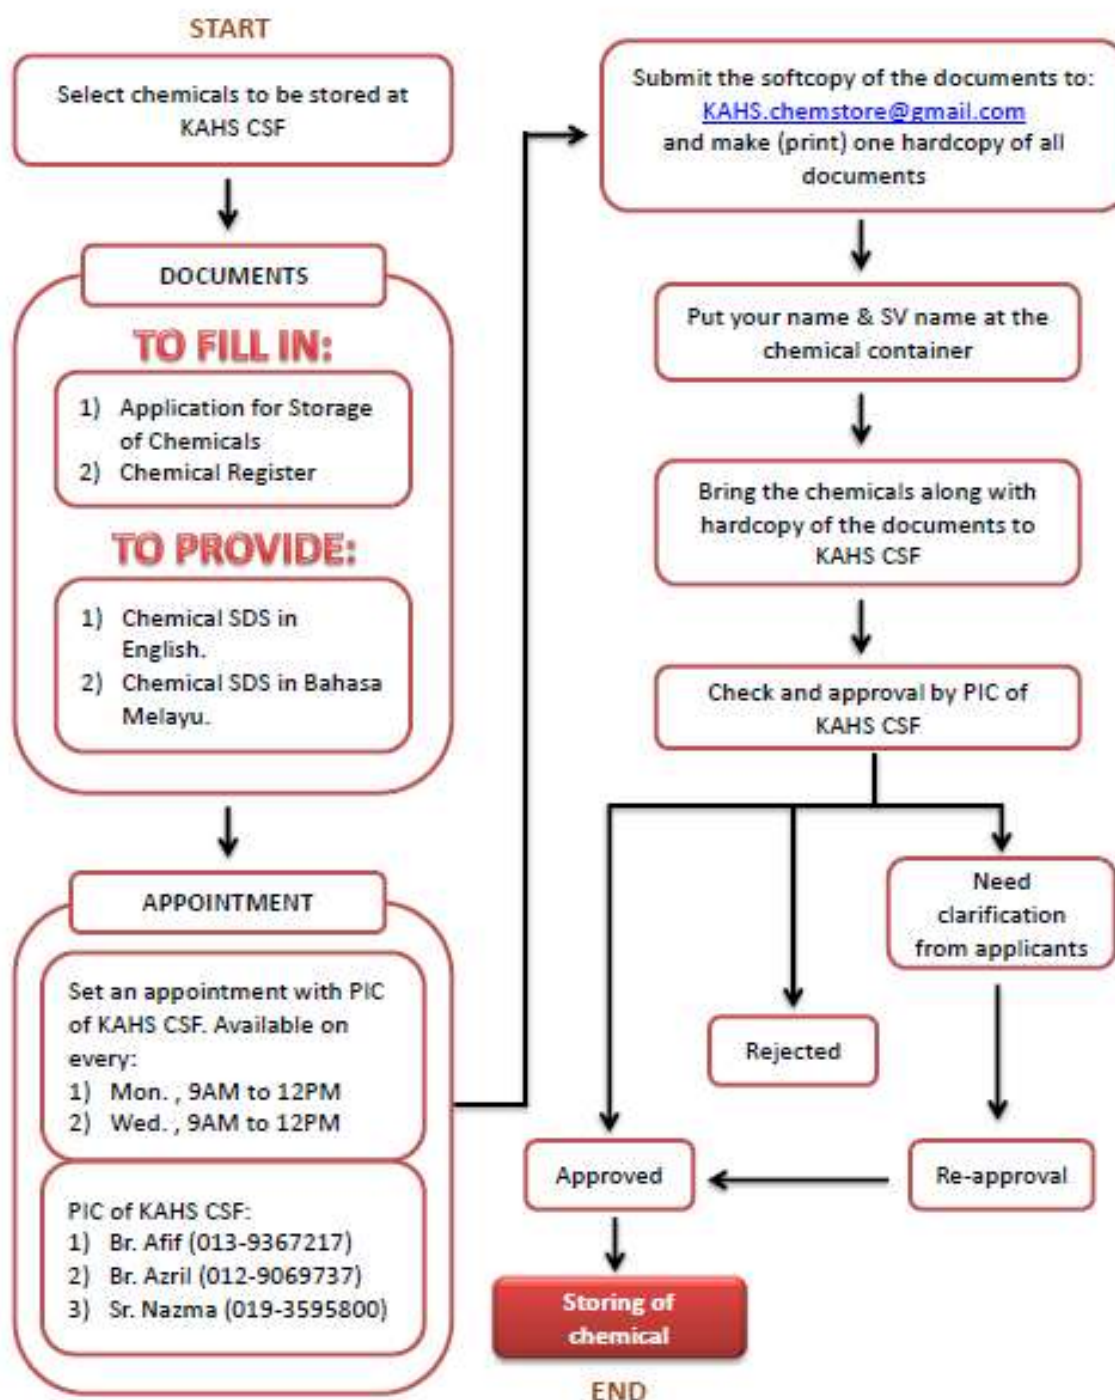 START
Select chemicals to be stored at
KAHS CSF
DOCUMENTS
TO FILL IN:
1) Application for Storage
of Chemicals
2) Chemical Register
TO PROVIDE:
1) Chemical SDS in
English.
2) Chemical SDS in Bahasa
Melayu.
APPOINTMENT
Set an appointment with PIC
of KAHS CSF. Available on
every:
1) Mon. , 9AM to 12PM
2) Wed. , 9AM to 12PM
PIC of KAHS CSF:
1) Br. Afif (013-9367217)
2) Br. Azril (012-9069737)
3) Sr. Nazma (019-3595800)
Submit the softcopy of the documents to:
KAHS.chemstore@gmail.com
and make (print) one hardcopy of all
documents
Put your name & SV name at the
chemical container
Bring the chemicals along with
hardcopy of the documents to
KAHS CSF
Check and approval by PIC of
KAHS CSF
Need
clarification
from applicants
Rejected
Approved
Re-approval
Storing of
chemical
END